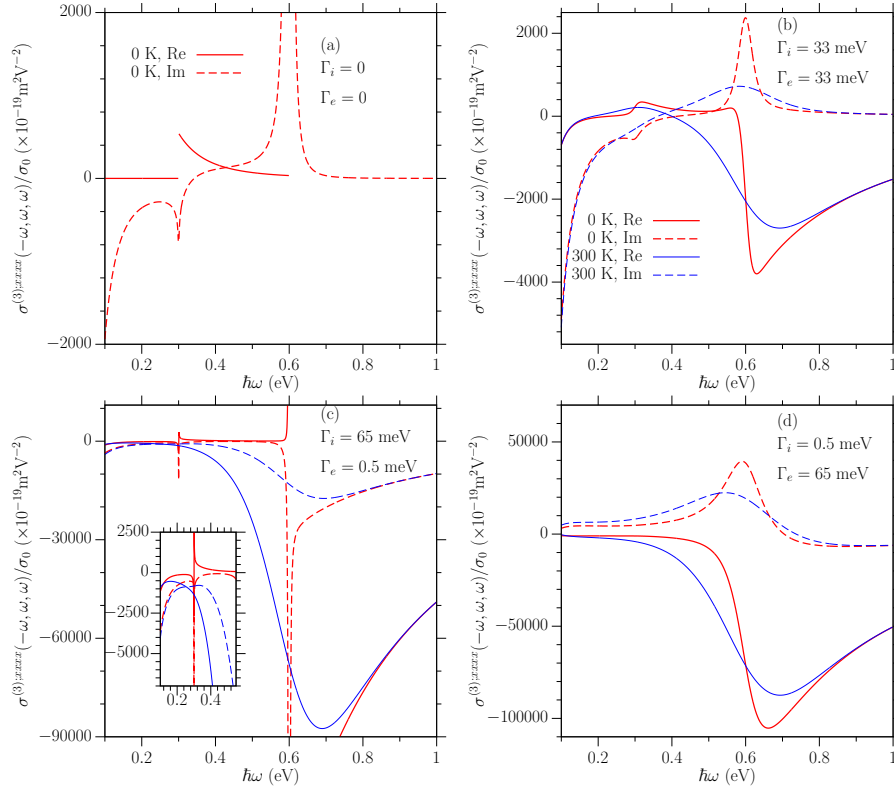 2000
0
−2000
0.2
0.4
0.6
0.8
1
ℏω (eV)
σ^{(3);xxxx}(−ω, ω, ω)/σ_0 (×10^{−19}m^2V^{−2})
0 K, Re
0 K, Im
(a)
Γ_i = 0
Γ_e = 0
2000
0
−2000
−4000
0.2
0.4
0.6
0.8
1
ℏω (eV)
σ^{(3);xxxx}(−ω, ω, ω)/σ_0 (×10^{−19}m^2V^{−2})
(b)
Γ_i = 33 meV
Γ_e = 33 meV
0 K, Re
0 K, Im
300 K, Re
300 K, Im
0
−30000
−60000
−90000
0.2
0.4
0.6
0.8
1
ℏω (eV)
σ^{(3);xxxx}(−ω, ω, ω)/σ_0 (×10^{−19}m^2V^{−2})
(c)
Γ_i = 65 meV
Γ_e = 0.5 meV
2500
0
−2500
−5000
0.2
0.4
50000
0
−50000
−100000
0.2
0.4
0.6
0.8
1
ℏω (eV)
σ^{(3);xxxx}(−ω, ω, ω)/σ_0 (×10^{−19}m^2V^{−2})
(d)
Γ_i = 0.5 meV
Γ_e = 65 meV